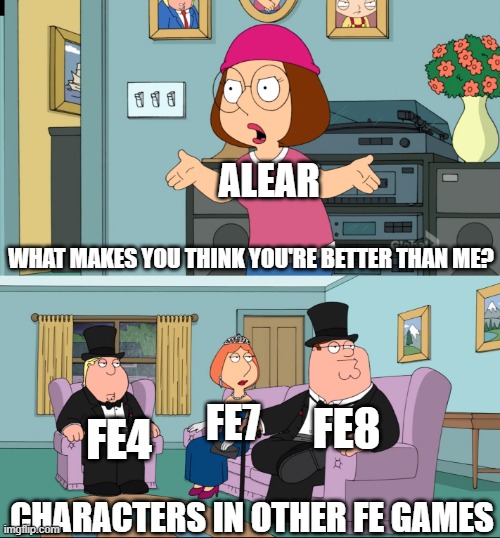 ALEAR
WHAT MAKES YOU THINK YOU'RE BETTER THAN ME?
FE4
FE7
FE8
CHARACTERS IN OTHER FE GAMES
imgflip.com